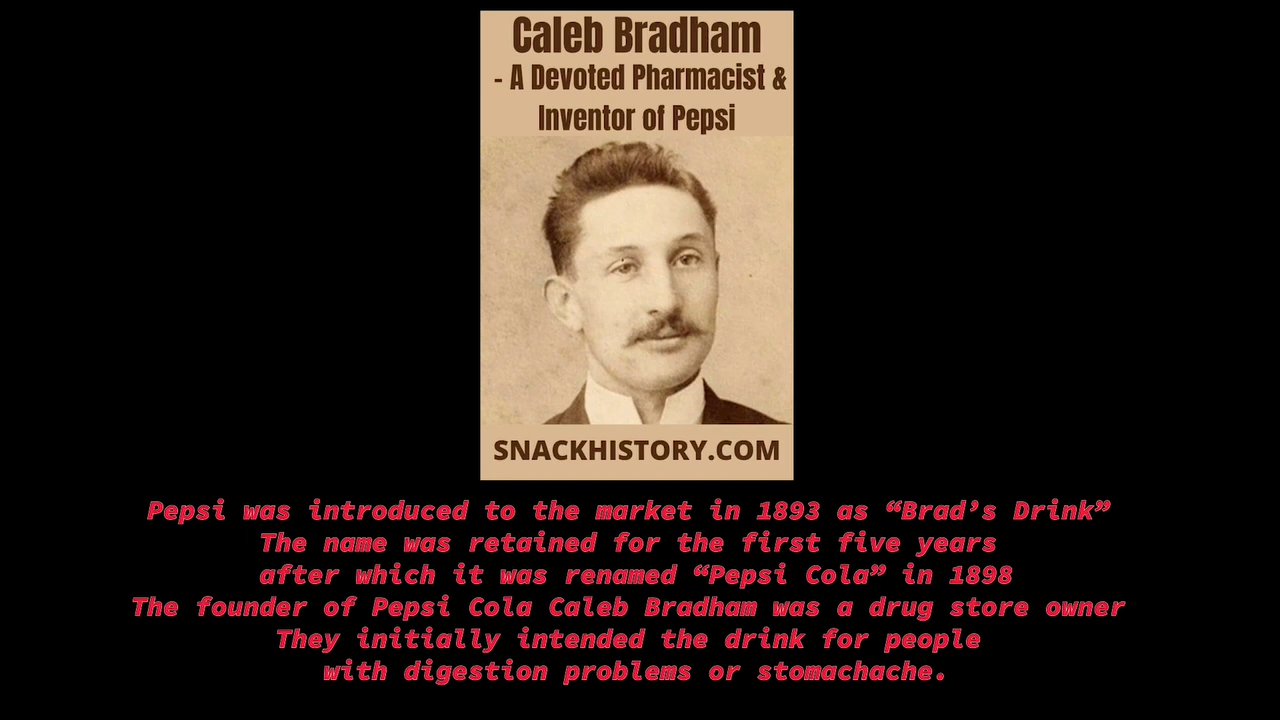 Caleb Bradham
- A Devoted Pharmacist &
Inventor of Pepsi
SNACKHISTORY.COM
Pepsi was introduced to the market in 1893 as “Brad’s Drink”
The name was retained for the first five years
after which it was renamed “Pepsi Cola” in 1898
The founder of Pepsi Cola Caleb Bradham was a drug store owner
They initially intended the drink for people
with digestion problems or stomachache.